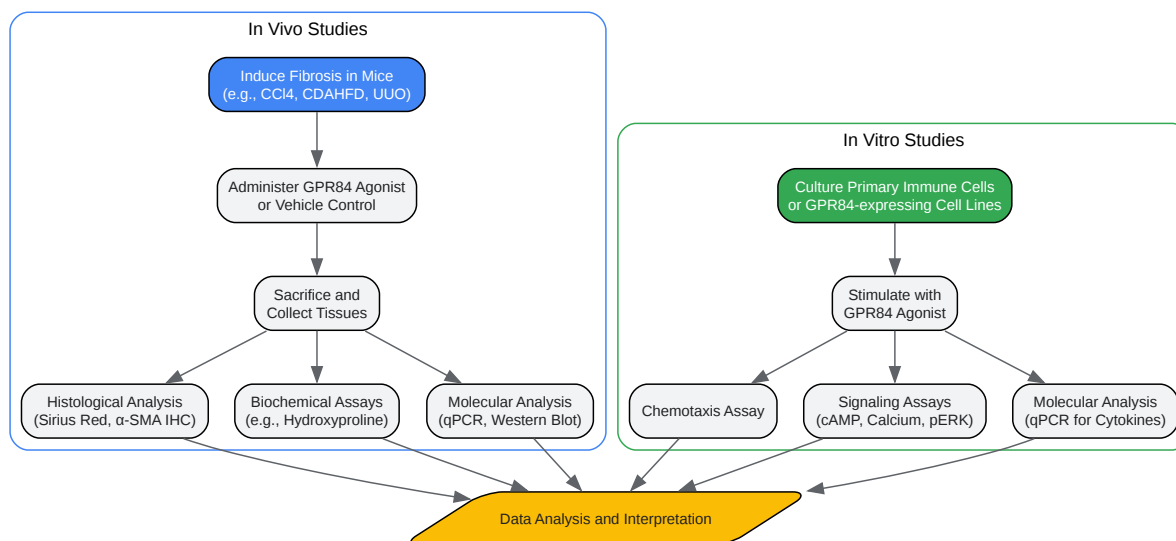 In Vivo Studies
Induce Fibrosis in Mice
(e.g., CCl4, CDAHFD, UUO)
Administer GPR84 Agonist
or Vehicle Control
Sacrifice and
Collect Tissues
Histological Analysis
(Sirius Red, α-SMA IHC)
Biochemical Assays
(e.g., Hydroxyproline)
Molecular Analysis
(qPCR, Western Blot)
In Vitro Studies
Culture Primary Immune Cells
or GPR84-expressing Cell Lines
Stimulate with
GPR84 Agonist
Chemotaxis Assay
Signaling Assays
(cAMP, Calcium, pERK)
Molecular Analysis
(qPCR for Cytokines)
Data Analysis and Interpretation